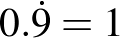 0.9̇ = 1